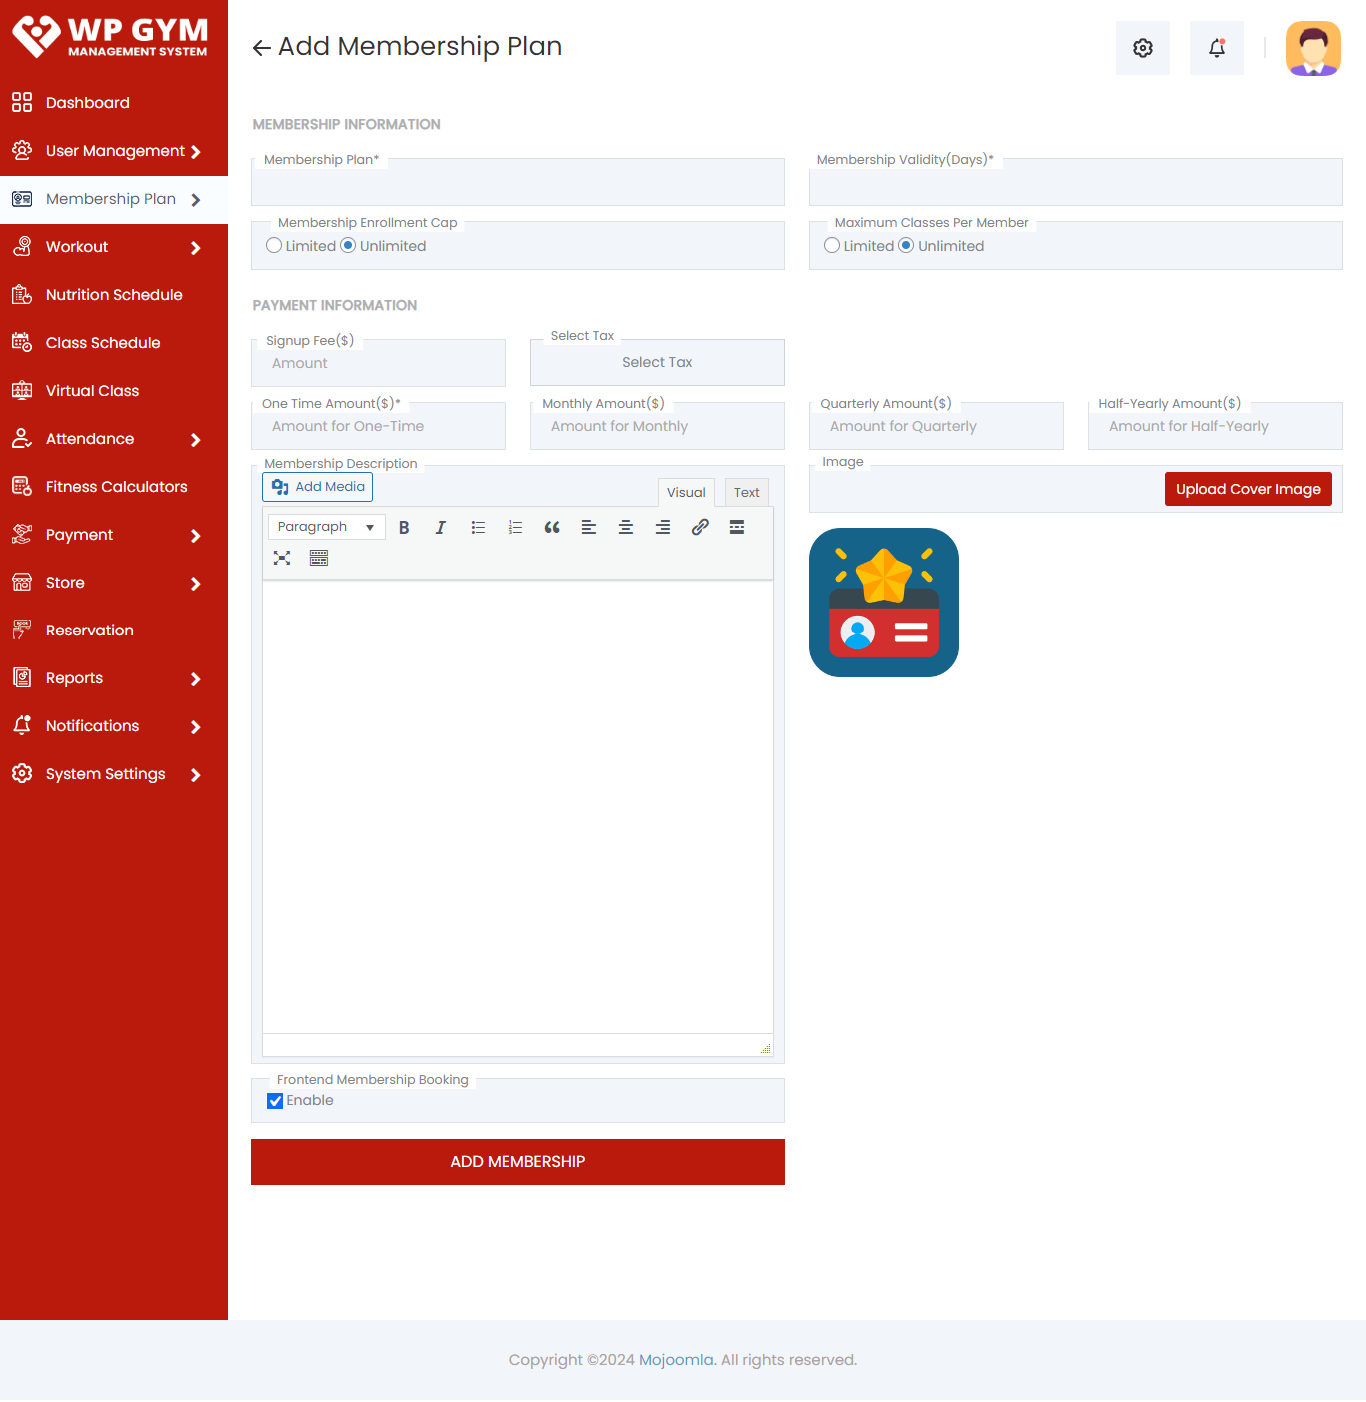 WP GYM
MANAGEMENT SYSTEM
Dashboard
User Management
Membership Plan
Workout
Nutrition Schedule
Class Schedule
Virtual Class
Attendance
Fitness Calculators
Payment
Store
Reservation
Reports
Notifications
System Settings
Add Membership Plan
MEMBERSHIP INFORMATION
Membership Plan*
Membership Validity(Days)*
Membership Enrollment Cap
Limited Unlimited
Maximum Classes Per Member
Limited Unlimited
PAYMENT INFORMATION
Signup Fee($)
Amount
Select Tax
Select Tax
One Time Amount($)*
Amount for One-Time
Monthly Amount($)
Amount for Monthly
Quarterly Amount($)
Amount for Quarterly
Half-Yearly Amount($)
Amount for Half-Yearly
Membership Description
Add Media
Visual Text
Paragraph
Image
Upload Cover Image
Frontend Membership Booking
Enable
ADD MEMBERSHIP
Copyright ©2024 Mojoomla. All rights reserved.